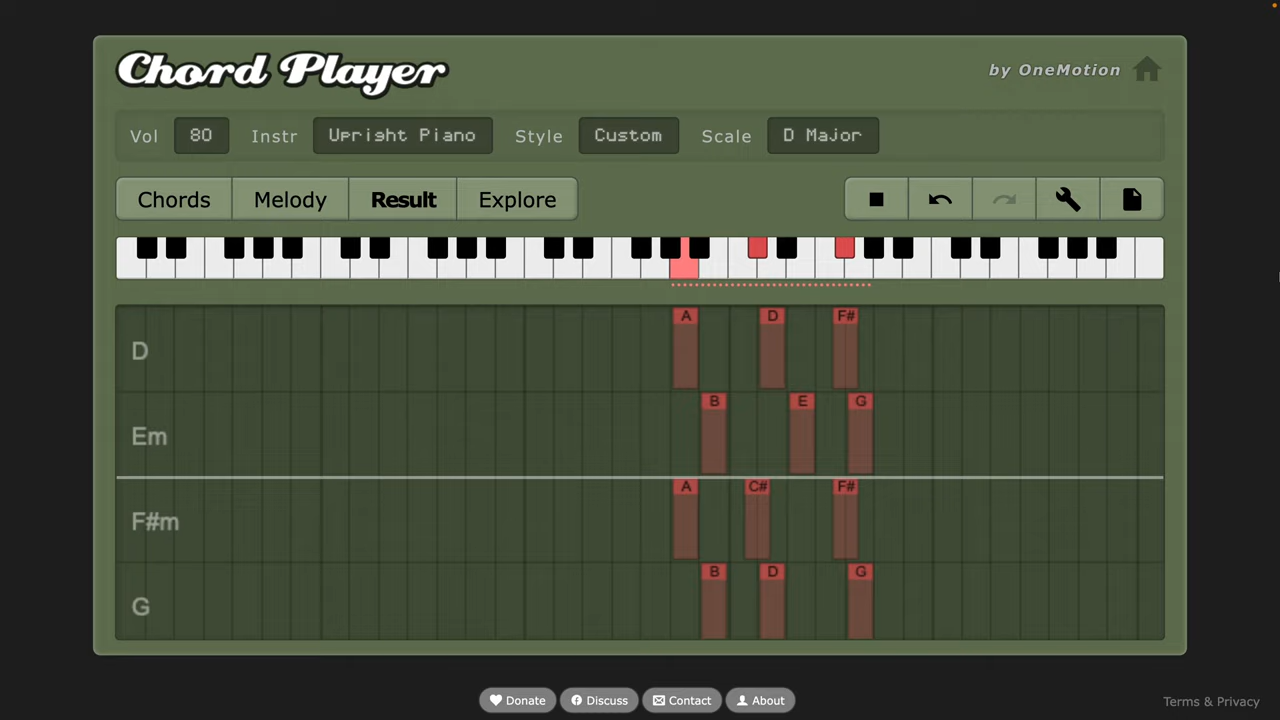 Chord Player
by OneMotion
Vol 80 Instr Upright Piano Style Custom Scale D Major
Chords Melody Result Explore
A D F#
D
B E G
Em
A C# F#
F#m
B D G
G
Donate Discuss Contact About
Terms & Privacy